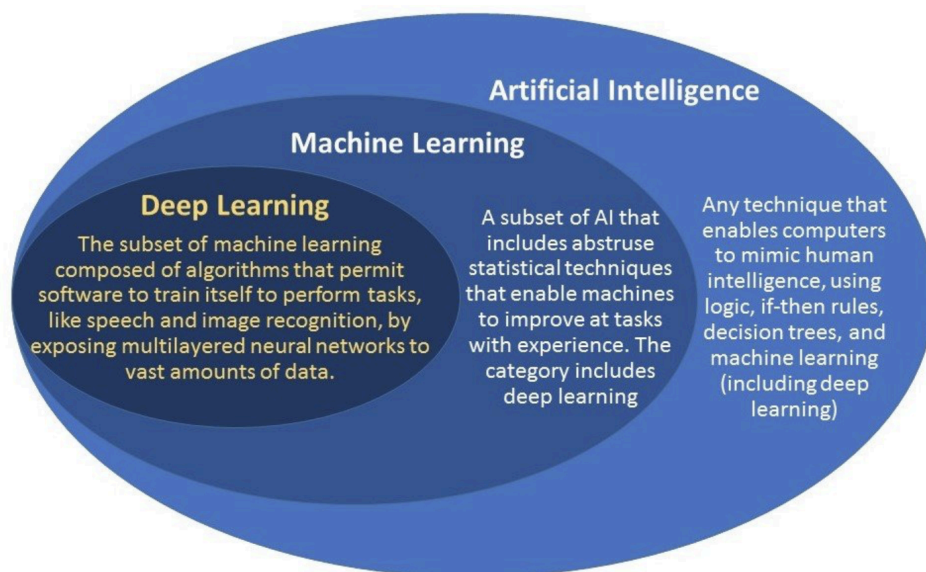 Artificial Intelligence
Machine Learning
Deep Learning
The subset of machine learning
composed of algorithms that permit
software to train itself to perform tasks,
like speech and image recognition, by
exposing multilayered neural networks to
vast amounts of data.
A subset of AI that
includes abstruse
statistical techniques
that enable machines
to improve at tasks
with experience. The
category includes
deep learning
Any technique that
enables computers
to mimic human
intelligence, using
logic, if-then rules,
decision trees, and
machine learning
(including deep
learning)